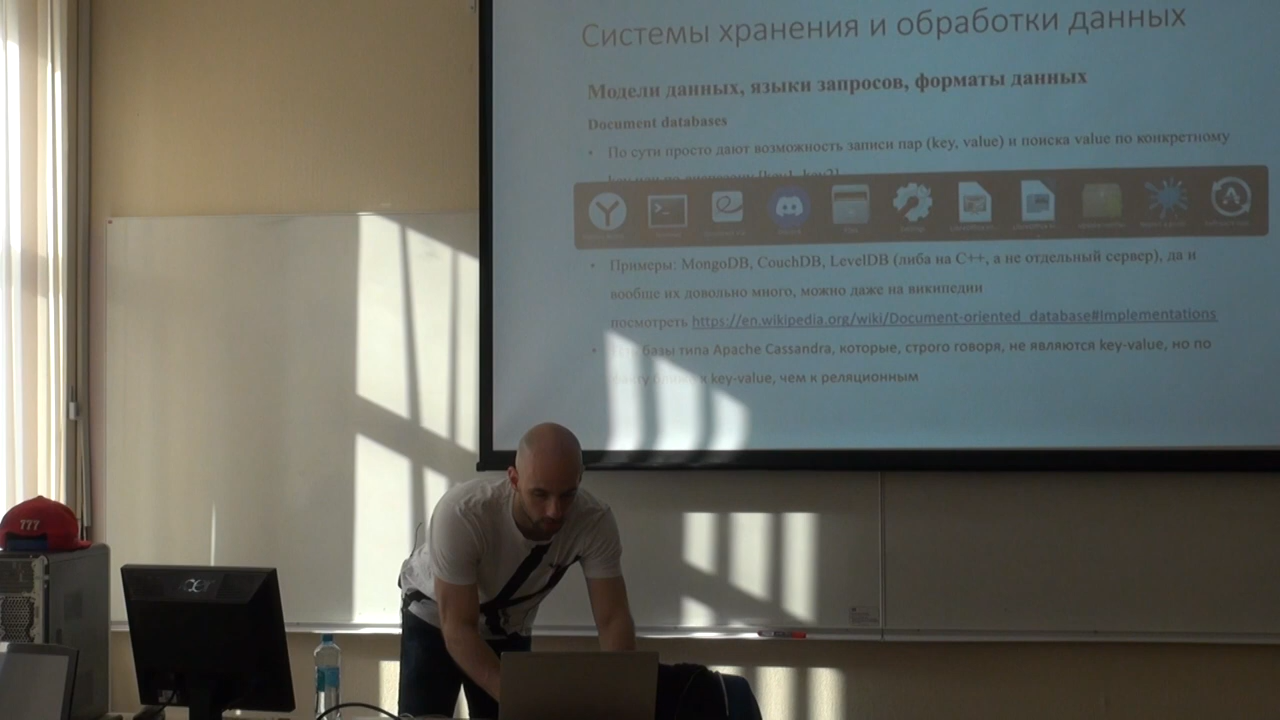 Системы хранения и обработки данных
Модели данных, языки запросов, форматы данных
Document databases
• По сути просто дают возможность записи пар (key, value) и поиска value по конкретному
• Примеры: MongoDB, CouchDB, LevelDB (либа на C++, а не отдельный сервер), да и
вообще их довольно много, можно даже на википедии
посмотреть https://en.wikipedia.org/wiki/Document-oriented_database#Implementations
• базы типа Apache Cassandra, которые, строго говоря, не являются key-value, но по
к key-value, чем к реляционным
777
acer